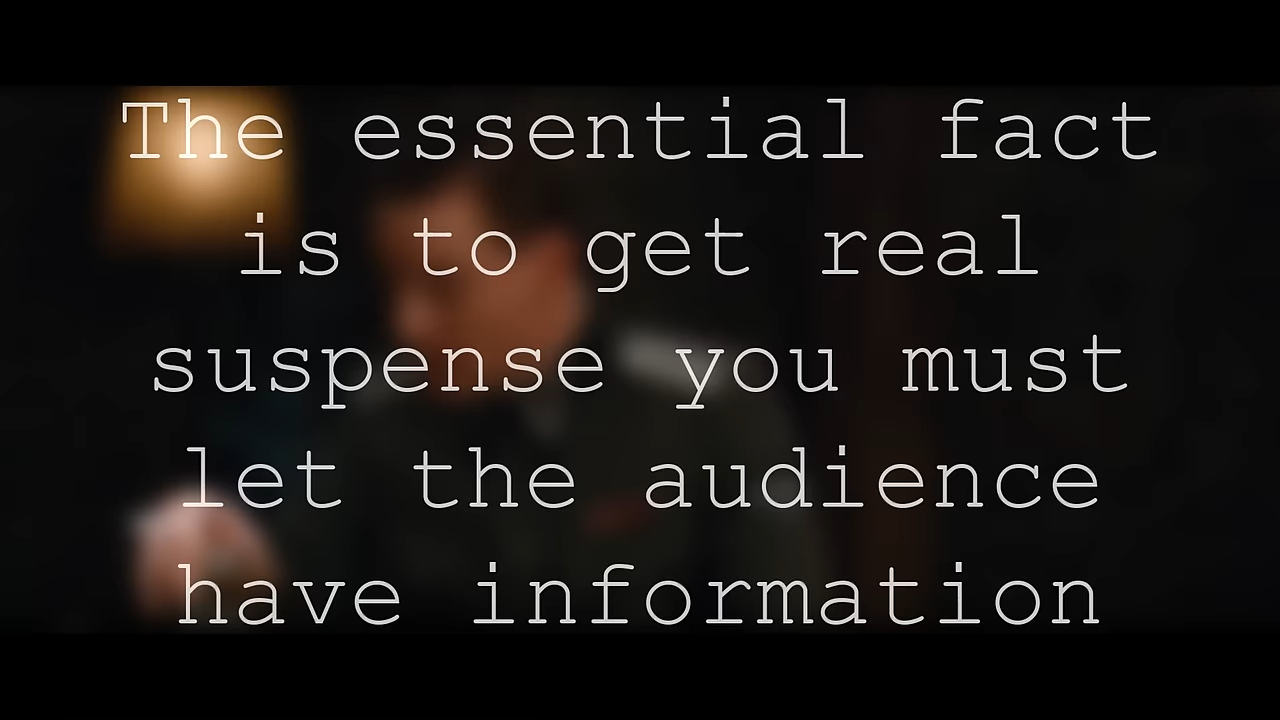 The essential fact
is to get real
suspense you must
let the audience
have information